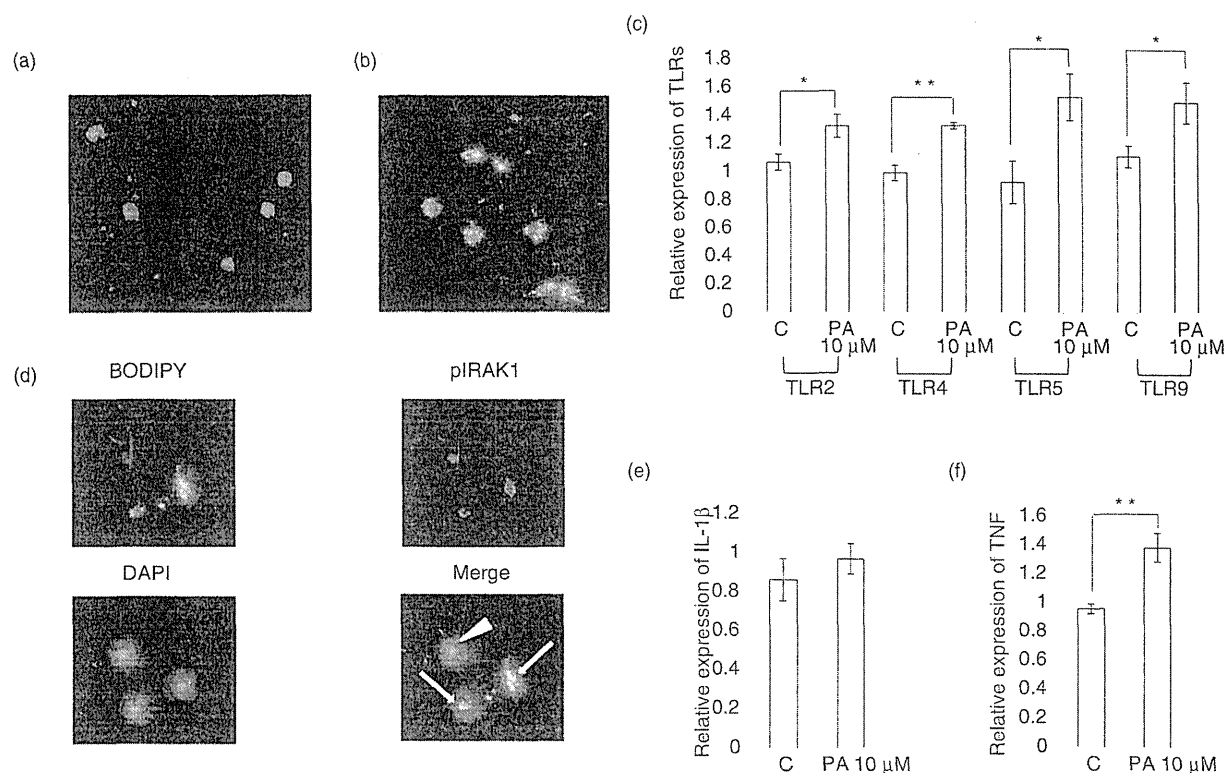 (a)
(b)
(c)
Relative expression of TLRs
1.8
1.6
1.4
1.2
1
0.8
0.6
0.4
0.2
0
* ** * *
C PA C PA C PA C PA
10 μM 10 μM 10 μM 10 μM
TLR2 TLR4 TLR5 TLR9
(d)
BODIPY pIRAK1
DAPI Merge
(e)
Relative expression of IL-1β
1.2
1
0.8
0.6
0.4
0.2
0
C PA 10 μM
(f)
Relative expression of TNF
1.6
1.4
1.2
1
0.8
0.6
0.4
0.2
0
**
C PA 10 μM